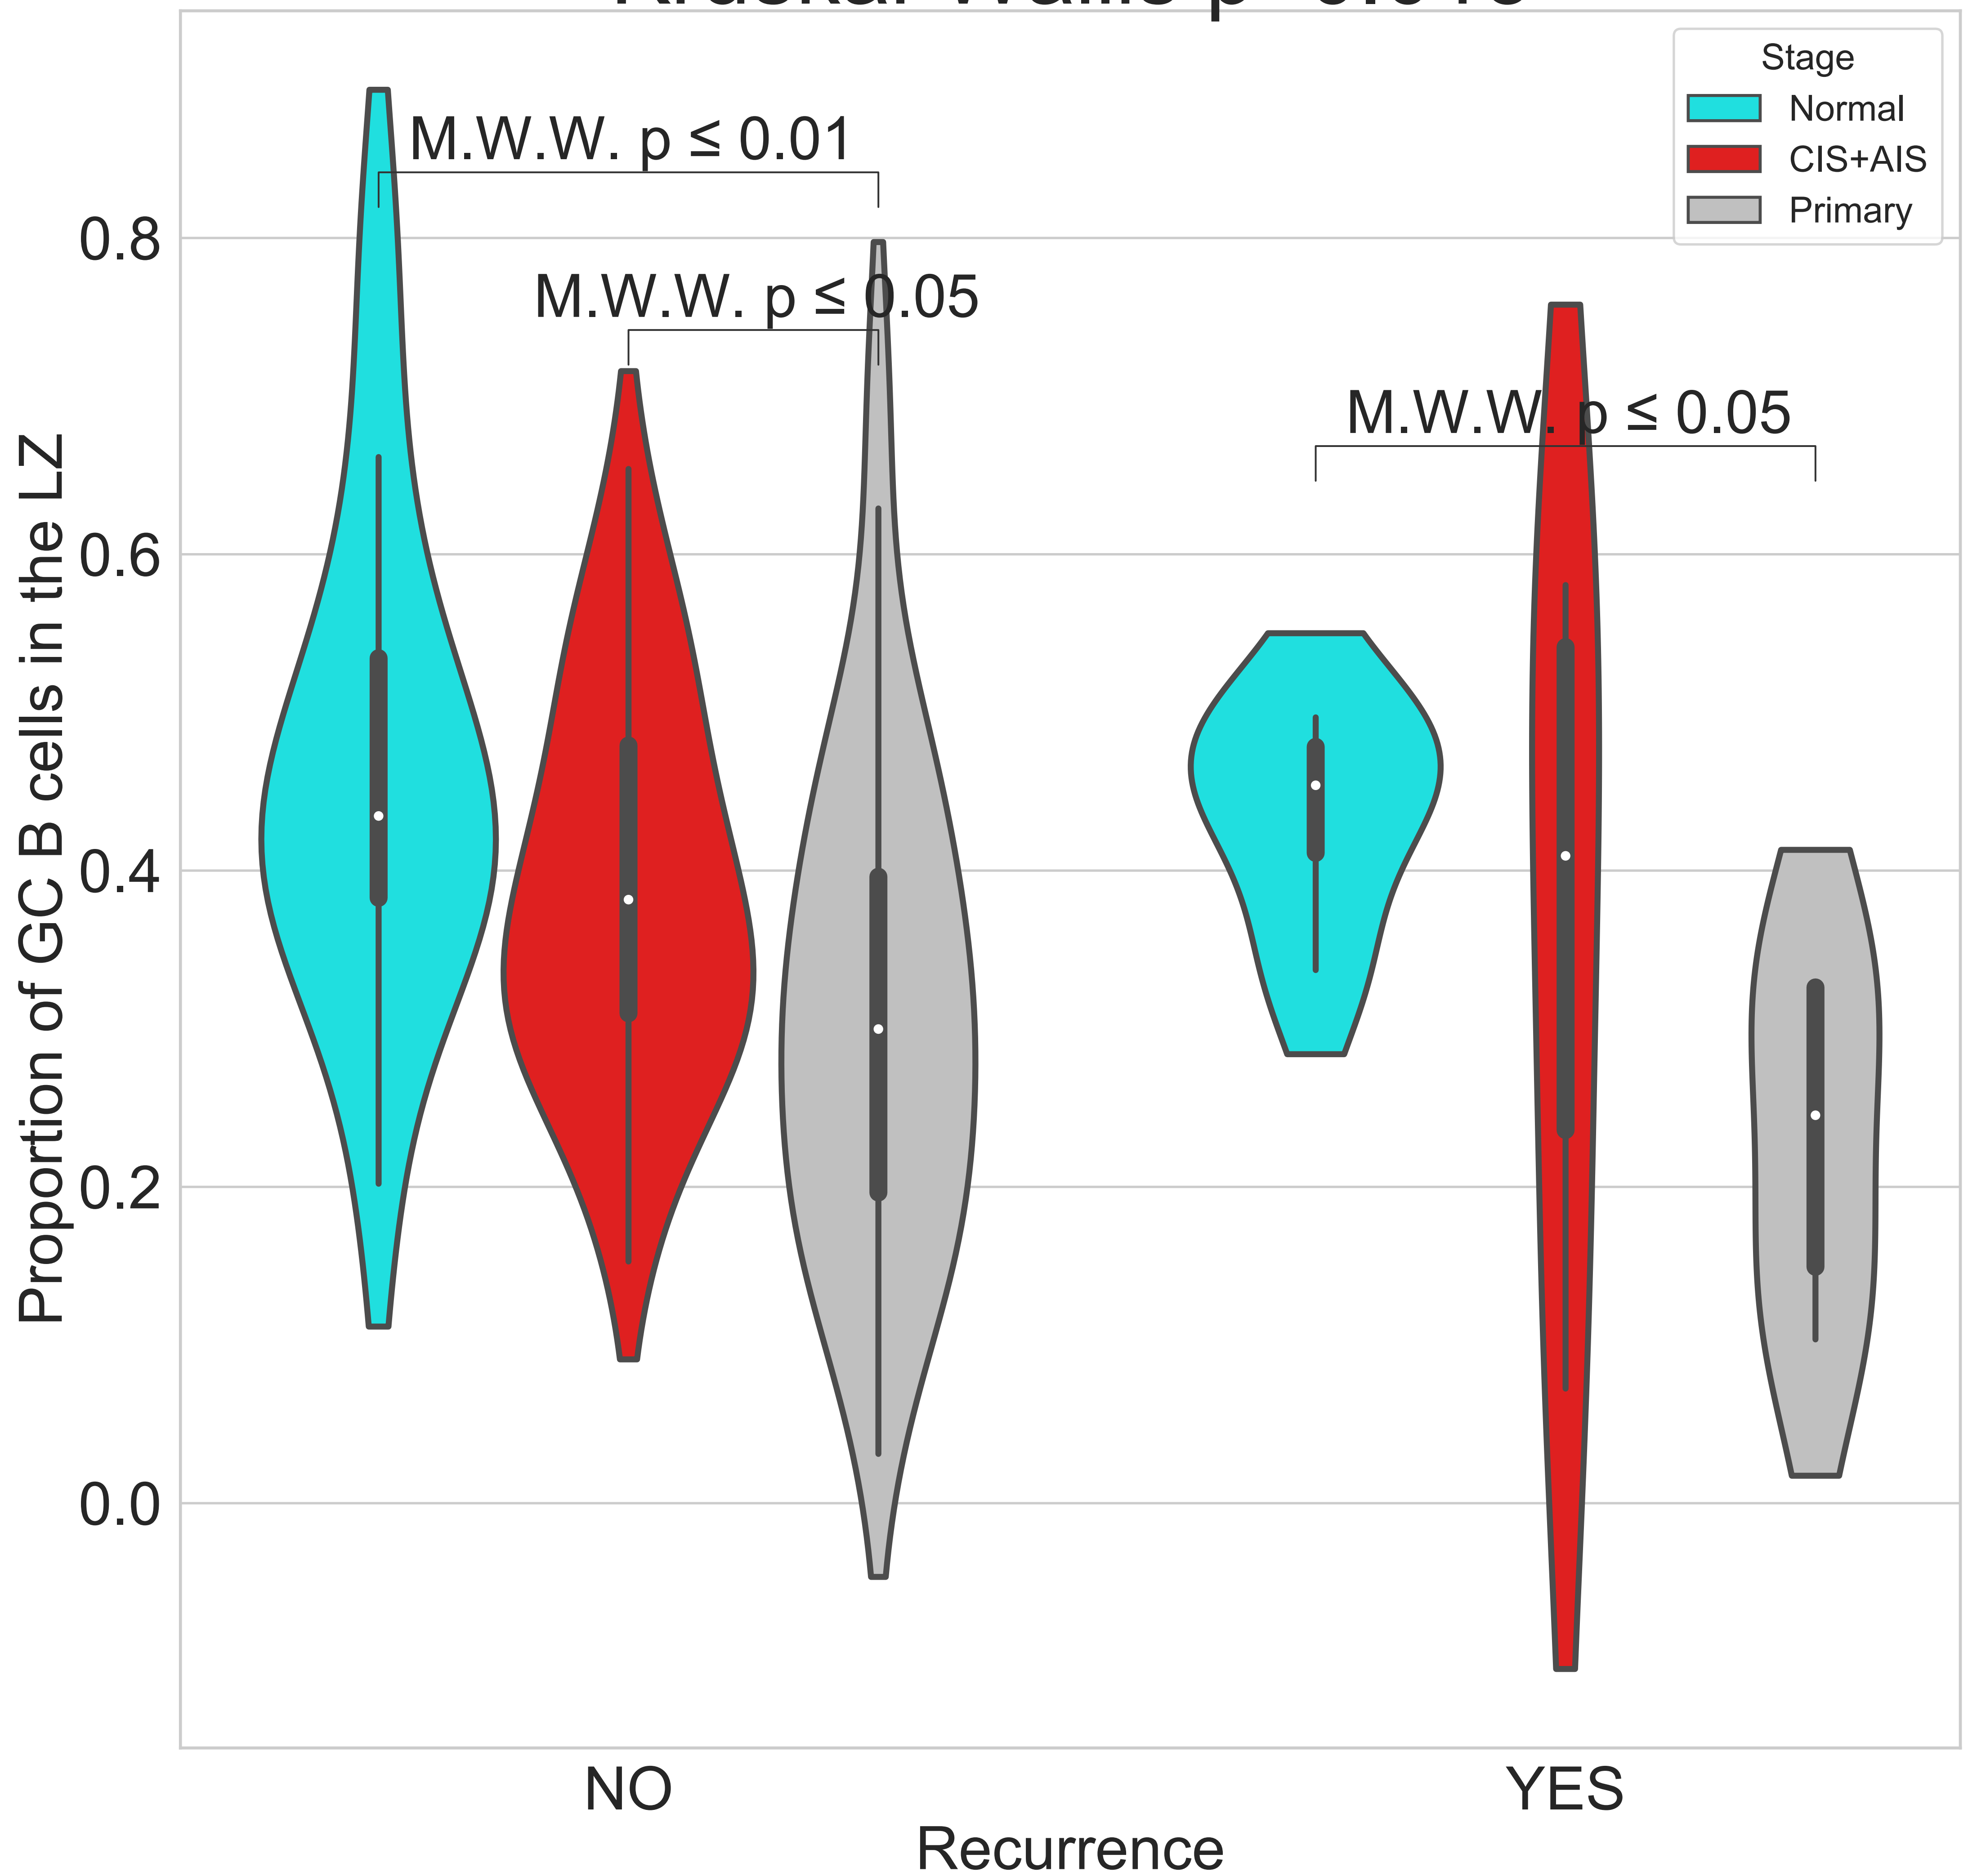 Stage
Normal
CIS+AIS
Primary
M.W.W. p ≤ 0.01
M.W.W. p ≤ 0.05
M.W.W. p ≤ 0.05
Proportion of GC B cells in the LZ
0.8
0.6
0.4
0.2
0.0
NO
YES
Recurrence